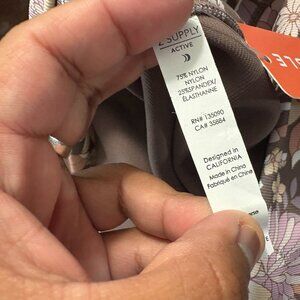 Z SUPPLY
ACTIVE
75% NYLON
NYLON
25%SPANDEX/
ÉLASTHANNE
RN# 135090
CA# 35884
Designed in
CALIFORNIA
Made in China
Fabriqué en Chine